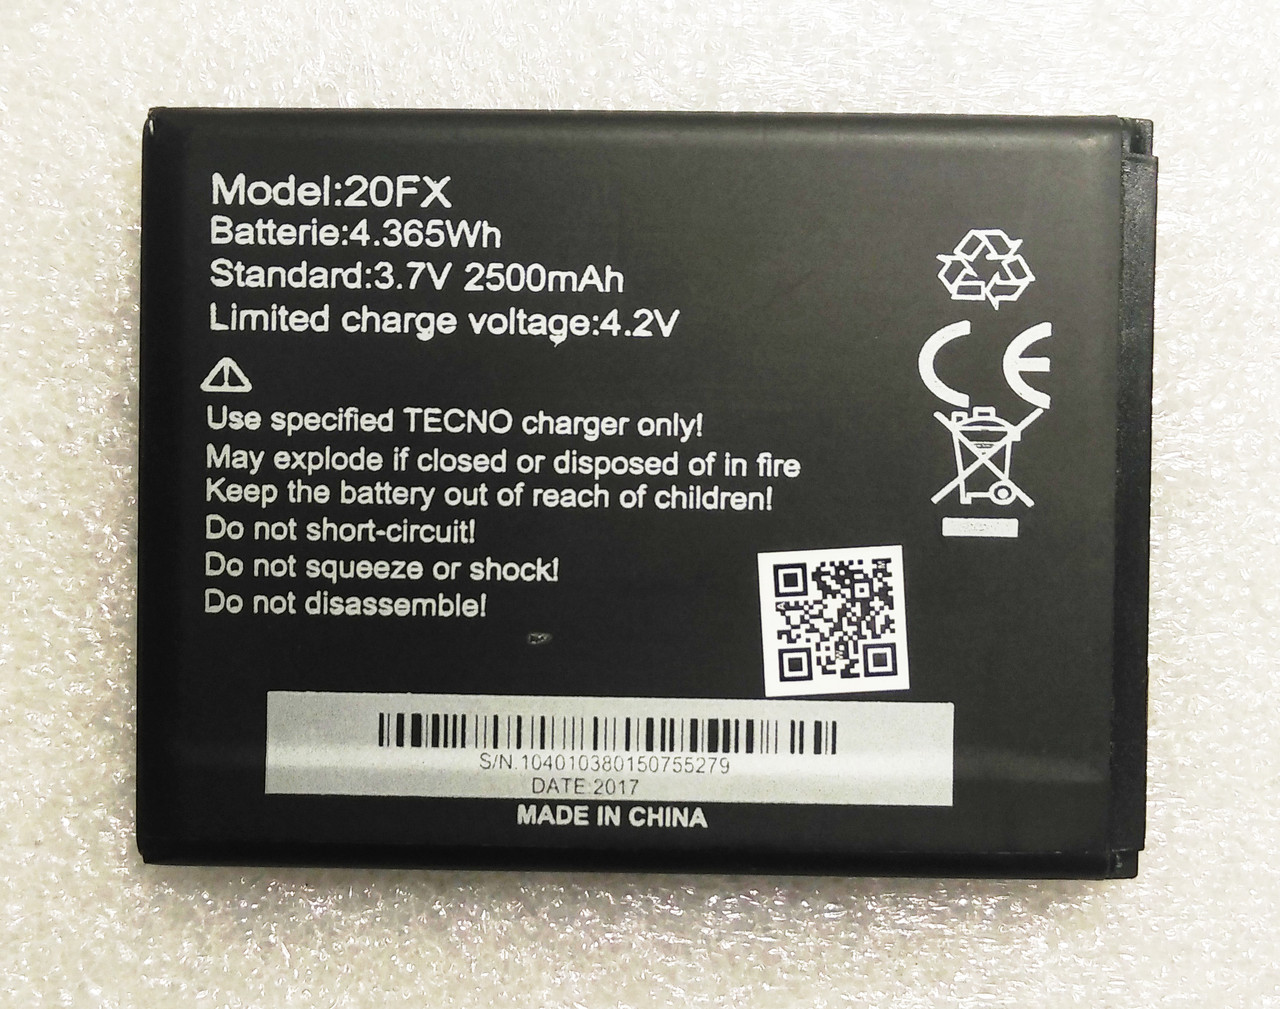 Model:20FX
Batterie:4.365Wh
Standard:3.7V 2500mAh
Limited charge voltage:4.2V
Use specified TECNO charger only!
May explode if closed or disposed of in fire
Keep the battery out of reach of children!
Do not short-circuit!
Do not squeeze or shock!
Do not disassemble!
S/N.104010380150755279
DATE:2017
MADE IN CHINA
CE